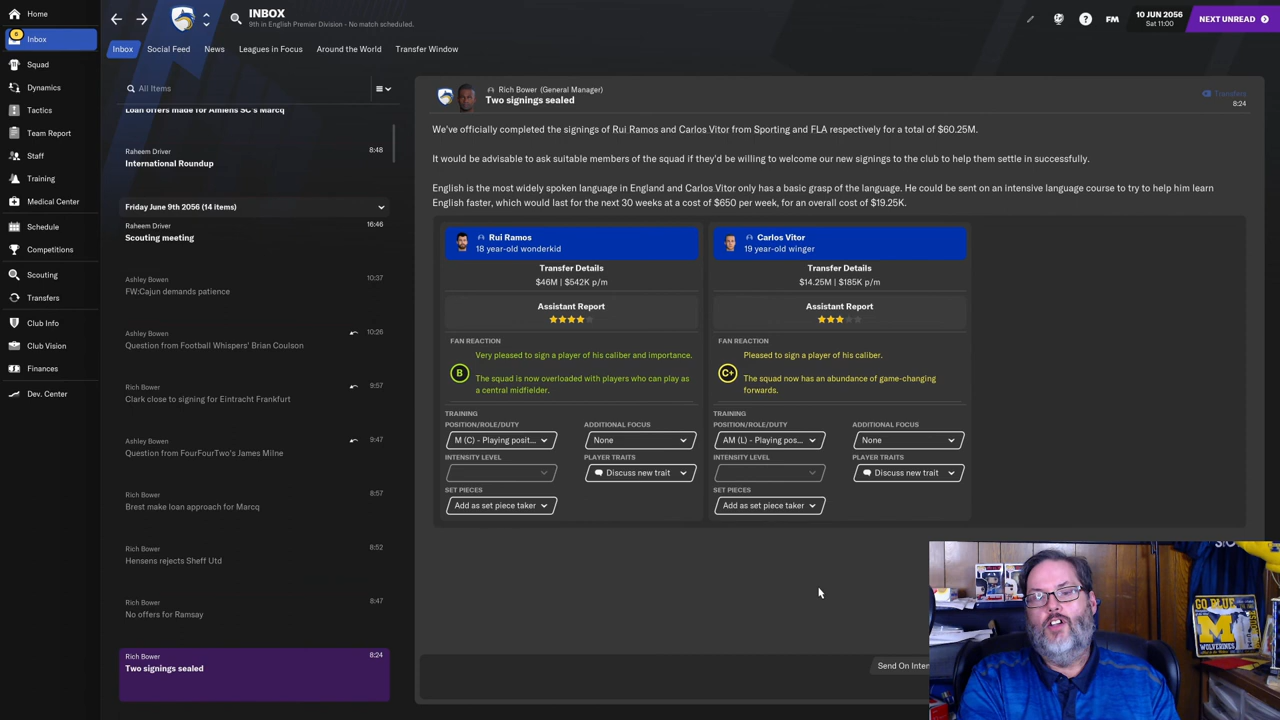 Home
INBOX
9th in English Premier Division - No match scheduled.
FM
10 JUN 2056
Sat 11:00
NEXT UNREAD
6
Inbox
Squad
Dynamics
Tactics
Team Report
Staff
Training
Medical Center
Schedule
Competitions
Scouting
Transfers
Club Info
Club Vision
Finances
Dev. Center
Inbox
Social Feed
News
Leagues in Focus
Around the World
Transfer Window
All Items
Loan offers made for Amiens SC's Marcq
Raheem Driver
8:48
International Roundup
Friday June 9th 2056 (14 items)
Raheem Driver
16:46
Scouting meeting
Ashley Bowen
10:37
FW:Cajun demands patience
Ashley Bowen
10:26
Question from Football Whispers' Brian Coulson
Rich Bower
9:57
Clark close to signing for Eintracht Frankfurt
Ashley Bowen
9:47
Question from FourFourTwo's James Milne
Rich Bower
8:57
Brest make loan approach for Marcq
Rich Bower
8:52
Hensens rejects Sheff Utd
Rich Bower
8:47
No offers for Ramsay
Rich Bower
8:24
Two signings sealed
Rich Bower (General Manager)
Two signings sealed
Transfers
8:24
We've officially completed the signings of Rui Ramos and Carlos Vitor from Sporting and FLA respectively for a total of $60.25M.
It would be advisable to ask suitable members of the squad if they'd be willing to welcome our new signings to the club to help them settle in successfully.
English is the most widely spoken language in England and Carlos Vitor only has a basic grasp of the language. He could be sent on an intensive language course to try to help him learn
English faster, which would last for the next 30 weeks at a cost of $650 per week, for an overall cost of $19.25K.
Rui Ramos
18 year-old wonderkid
Transfer Details
$46M | $542K p/m
Assistant Report
FAN REACTION
B
Very pleased to sign a player of his caliber and importance.
The squad is now overloaded with players who can play as
a central midfielder.
TRAINING
POSITION/ROLE/DUTY
M (C) - Playing posit...
ADDITIONAL FOCUS
None
INTENSITY LEVEL
PLAYER TRAITS
Discuss new trait
SET PIECES
Add as set piece taker
Carlos Vitor
19 year-old winger
Transfer Details
$14.25M | $185K p/m
Assistant Report
FAN REACTION
C+
Pleased to sign a player of his caliber.
The squad now has an abundance of game-changing
forwards.
TRAINING
POSITION/ROLE/DUTY
AM (L) - Playing pos...
ADDITIONAL FOCUS
None
INTENSITY LEVEL
PLAYER TRAITS
Discuss new trait
SET PIECES
Add as set piece taker
Send On Inten
GO BLUE
M
WOLVERINES